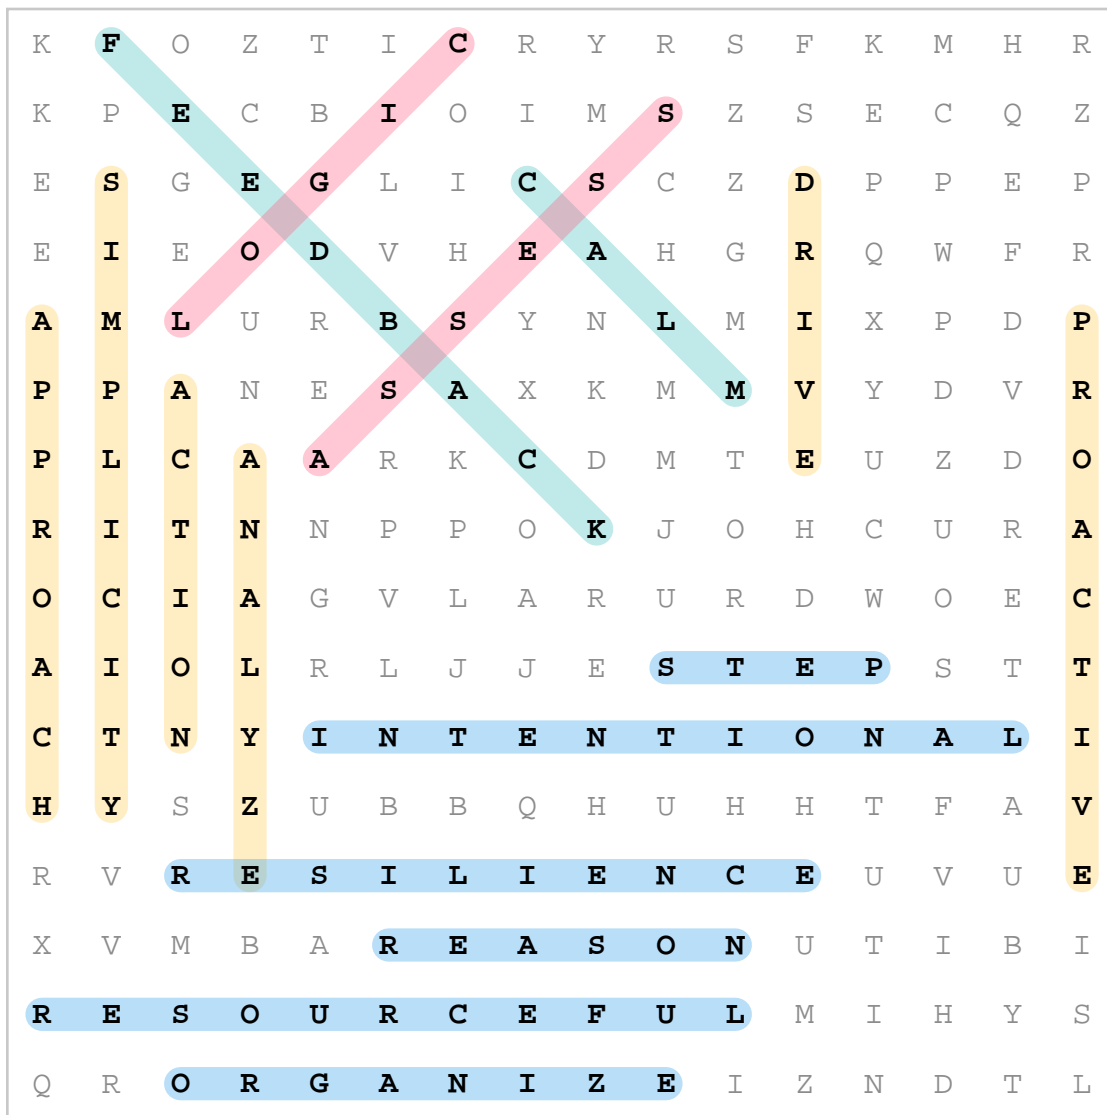 K F O Z T I C R Y R S F K M H R
K P E C B I O I M S Z S E C Q Z
E S G E G L I C S C Z D P P E P
E I E O D V H E A H G R Q W F R
A M L U R B S Y N L M I X P D P
P P A N E S A X K M M V Y D V R
P L C A A R K C D M T E U Z D O
R I T N N P P O K J O H C U R A
O C I A G V L A R U R D W O E C
A I O L R L J J E S T E P S T T
C T N Y I N T E N T I O N A L I
H Y S Z U B B Q H U H H T F A V
R V R E S I L I E N C E U V U E
X V M B A R E A S O N U T I B I
R E S O U R C E F U L M I H Y S
Q R O R G A N I Z E I Z N D T L